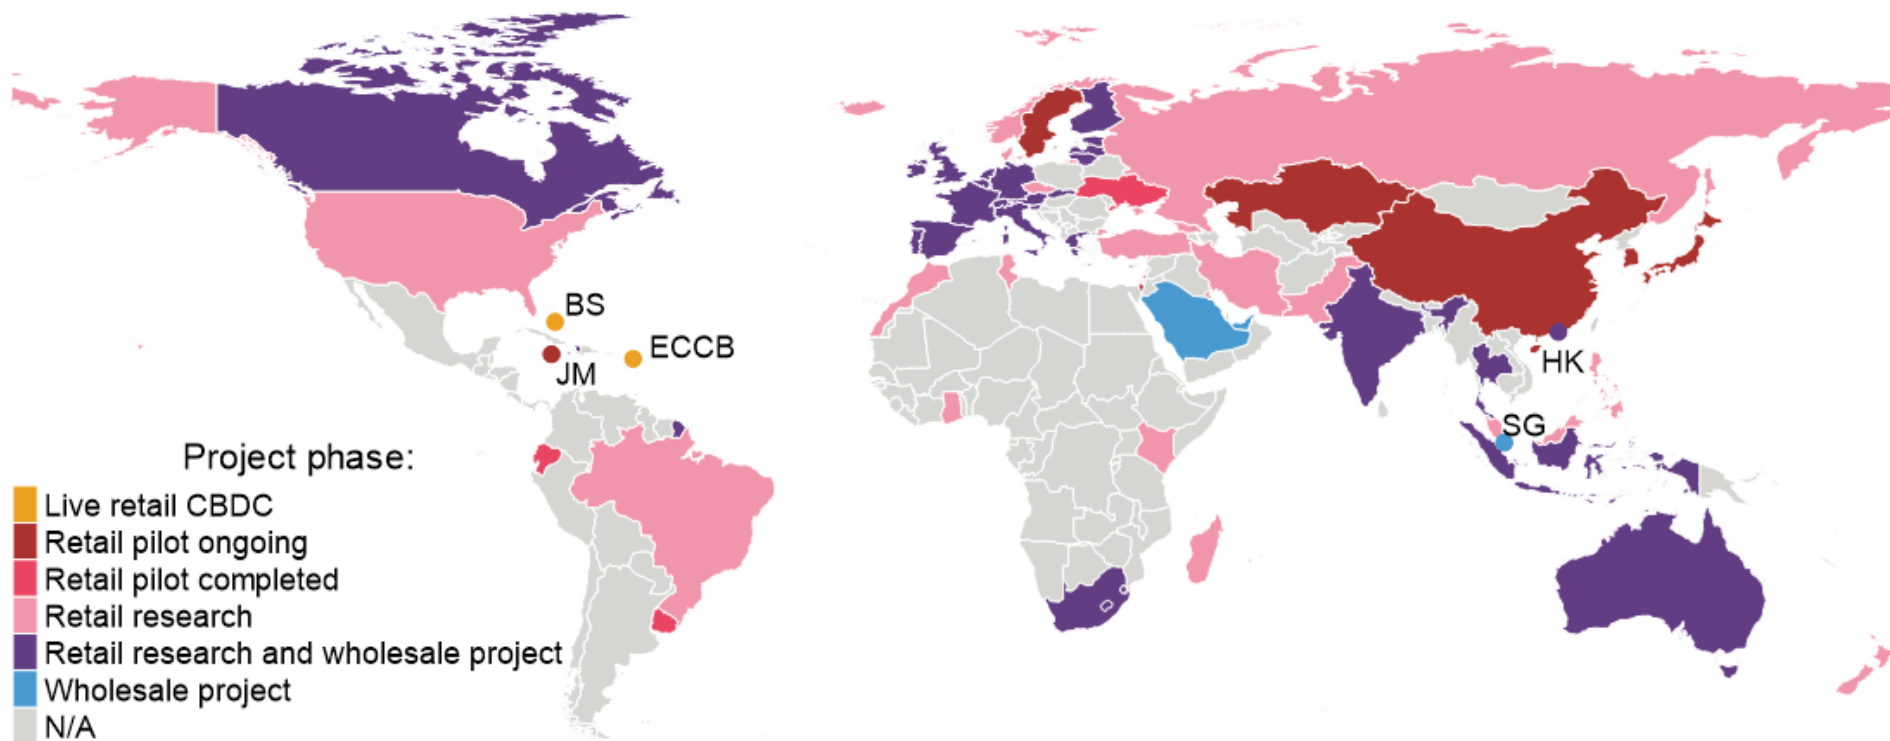 BS
ECCB
JM
HK
SG
Project phase:
Live retail CBDC
Retail pilot ongoing
Retail pilot completed
Retail research
Retail research and wholesale project
Wholesale project
N/A